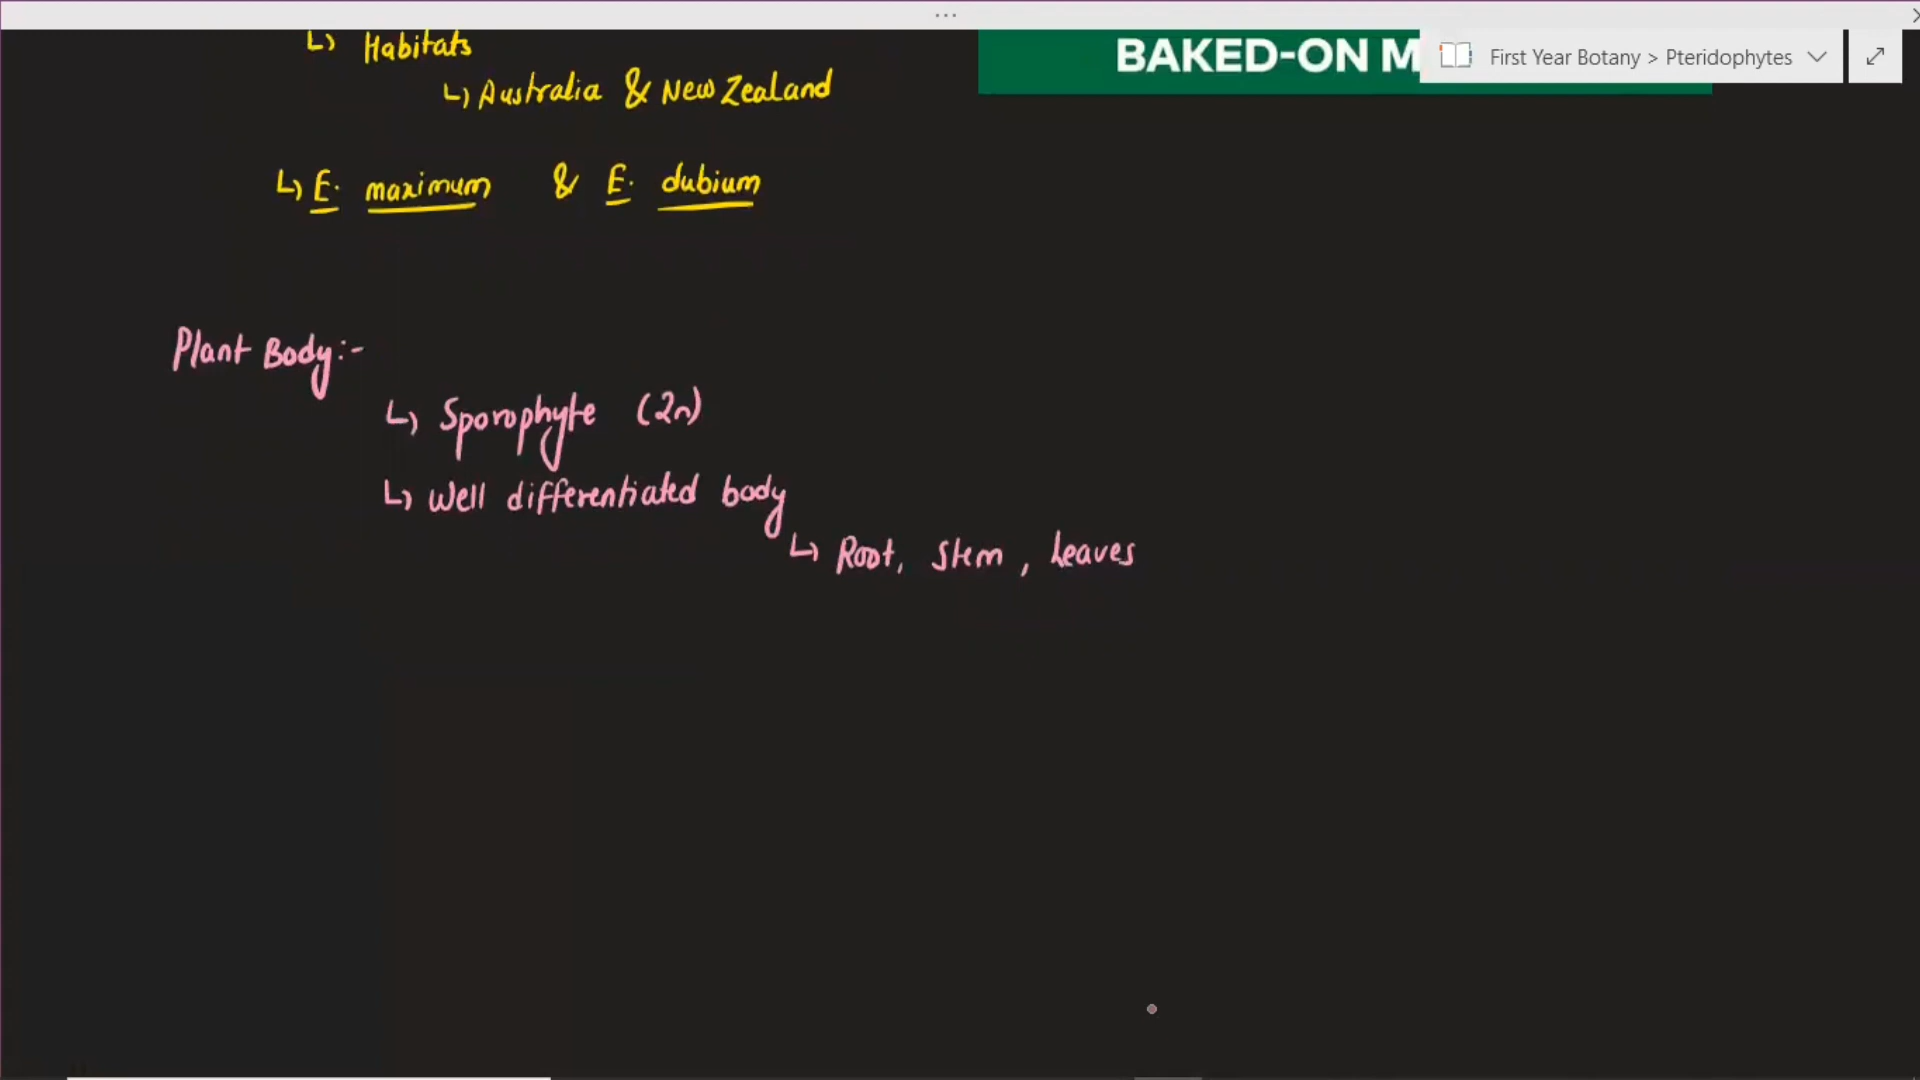 ...
↳ Habitats
BAKED-ON M
First Year Botany > Pteridophytes
↳ Australia & New Zealand
↳ E. maximum & E. dubium
Plant Body:-
↳ Sporophyte (2n)
↳ Well differentiated body
↳ Root, Stem, Leaves